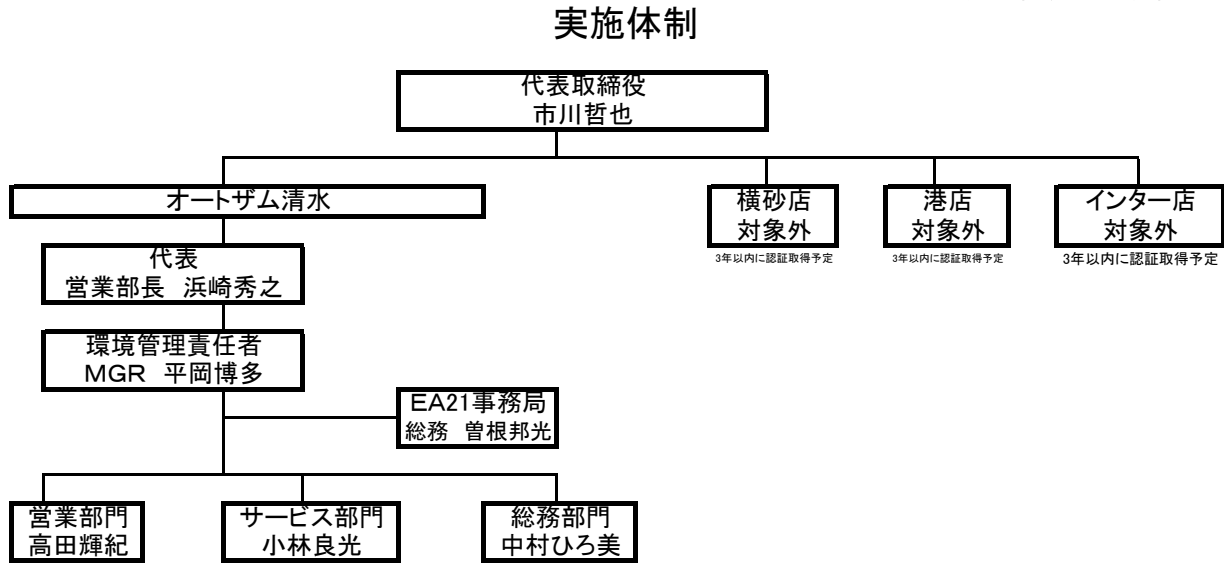 実施体制
代表取締役
市川哲也
オートザム清水
横砂店
対象外
3年以内に認証取得予定
港店
対象外
3年以内に認証取得予定
インター店
対象外
3年以内に認証取得予定
代表
営業部長 浜崎秀之
環境管理責任者
MGR 平岡博多
EA21事務局
総務 曽根邦光
営業部門
高田輝紀
サービス部門
小林良光
総務部門
中村ひろ美